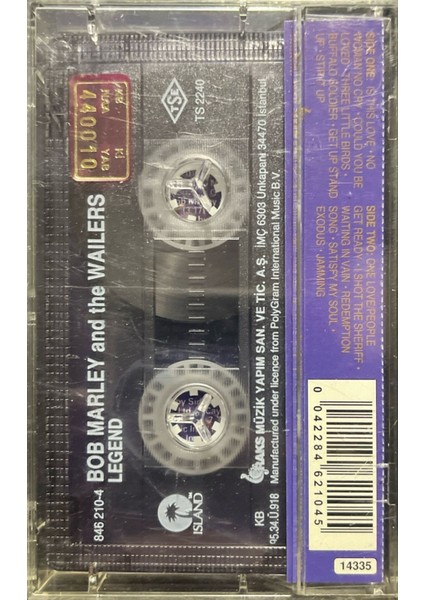 SIDE ONE: IS THIS LOVE · NO
WOMAN NO CRY · COULD YOU BE
LOVED · THREE LITTLE BIRDS ·
BUFFALO SOLDIER · GET UP STAND
UP · STIR IT UP
SIDE TWO: ONE LOVE/PEOPLE
GET READY · I SHOT THE SHERIFF ·
WAITING IN VAIN · REDEMPTION
SONG · SATISFY MY SOUL ·
EXODUS · JAMMING
0 042284 621045
14335
TSE
TS 2240
440010
846 210-4
BOB MARLEY and the WAILERS
LEGEND
ISLAND
KB
95.34.Ü.918
RAKS MÜZİK YAPIM SAN. VE TİC. A.Ş. İMÇ 6303 Unkapanı 34470 İstanbul
Manufactured under licence from PolyGram International Music B.V.